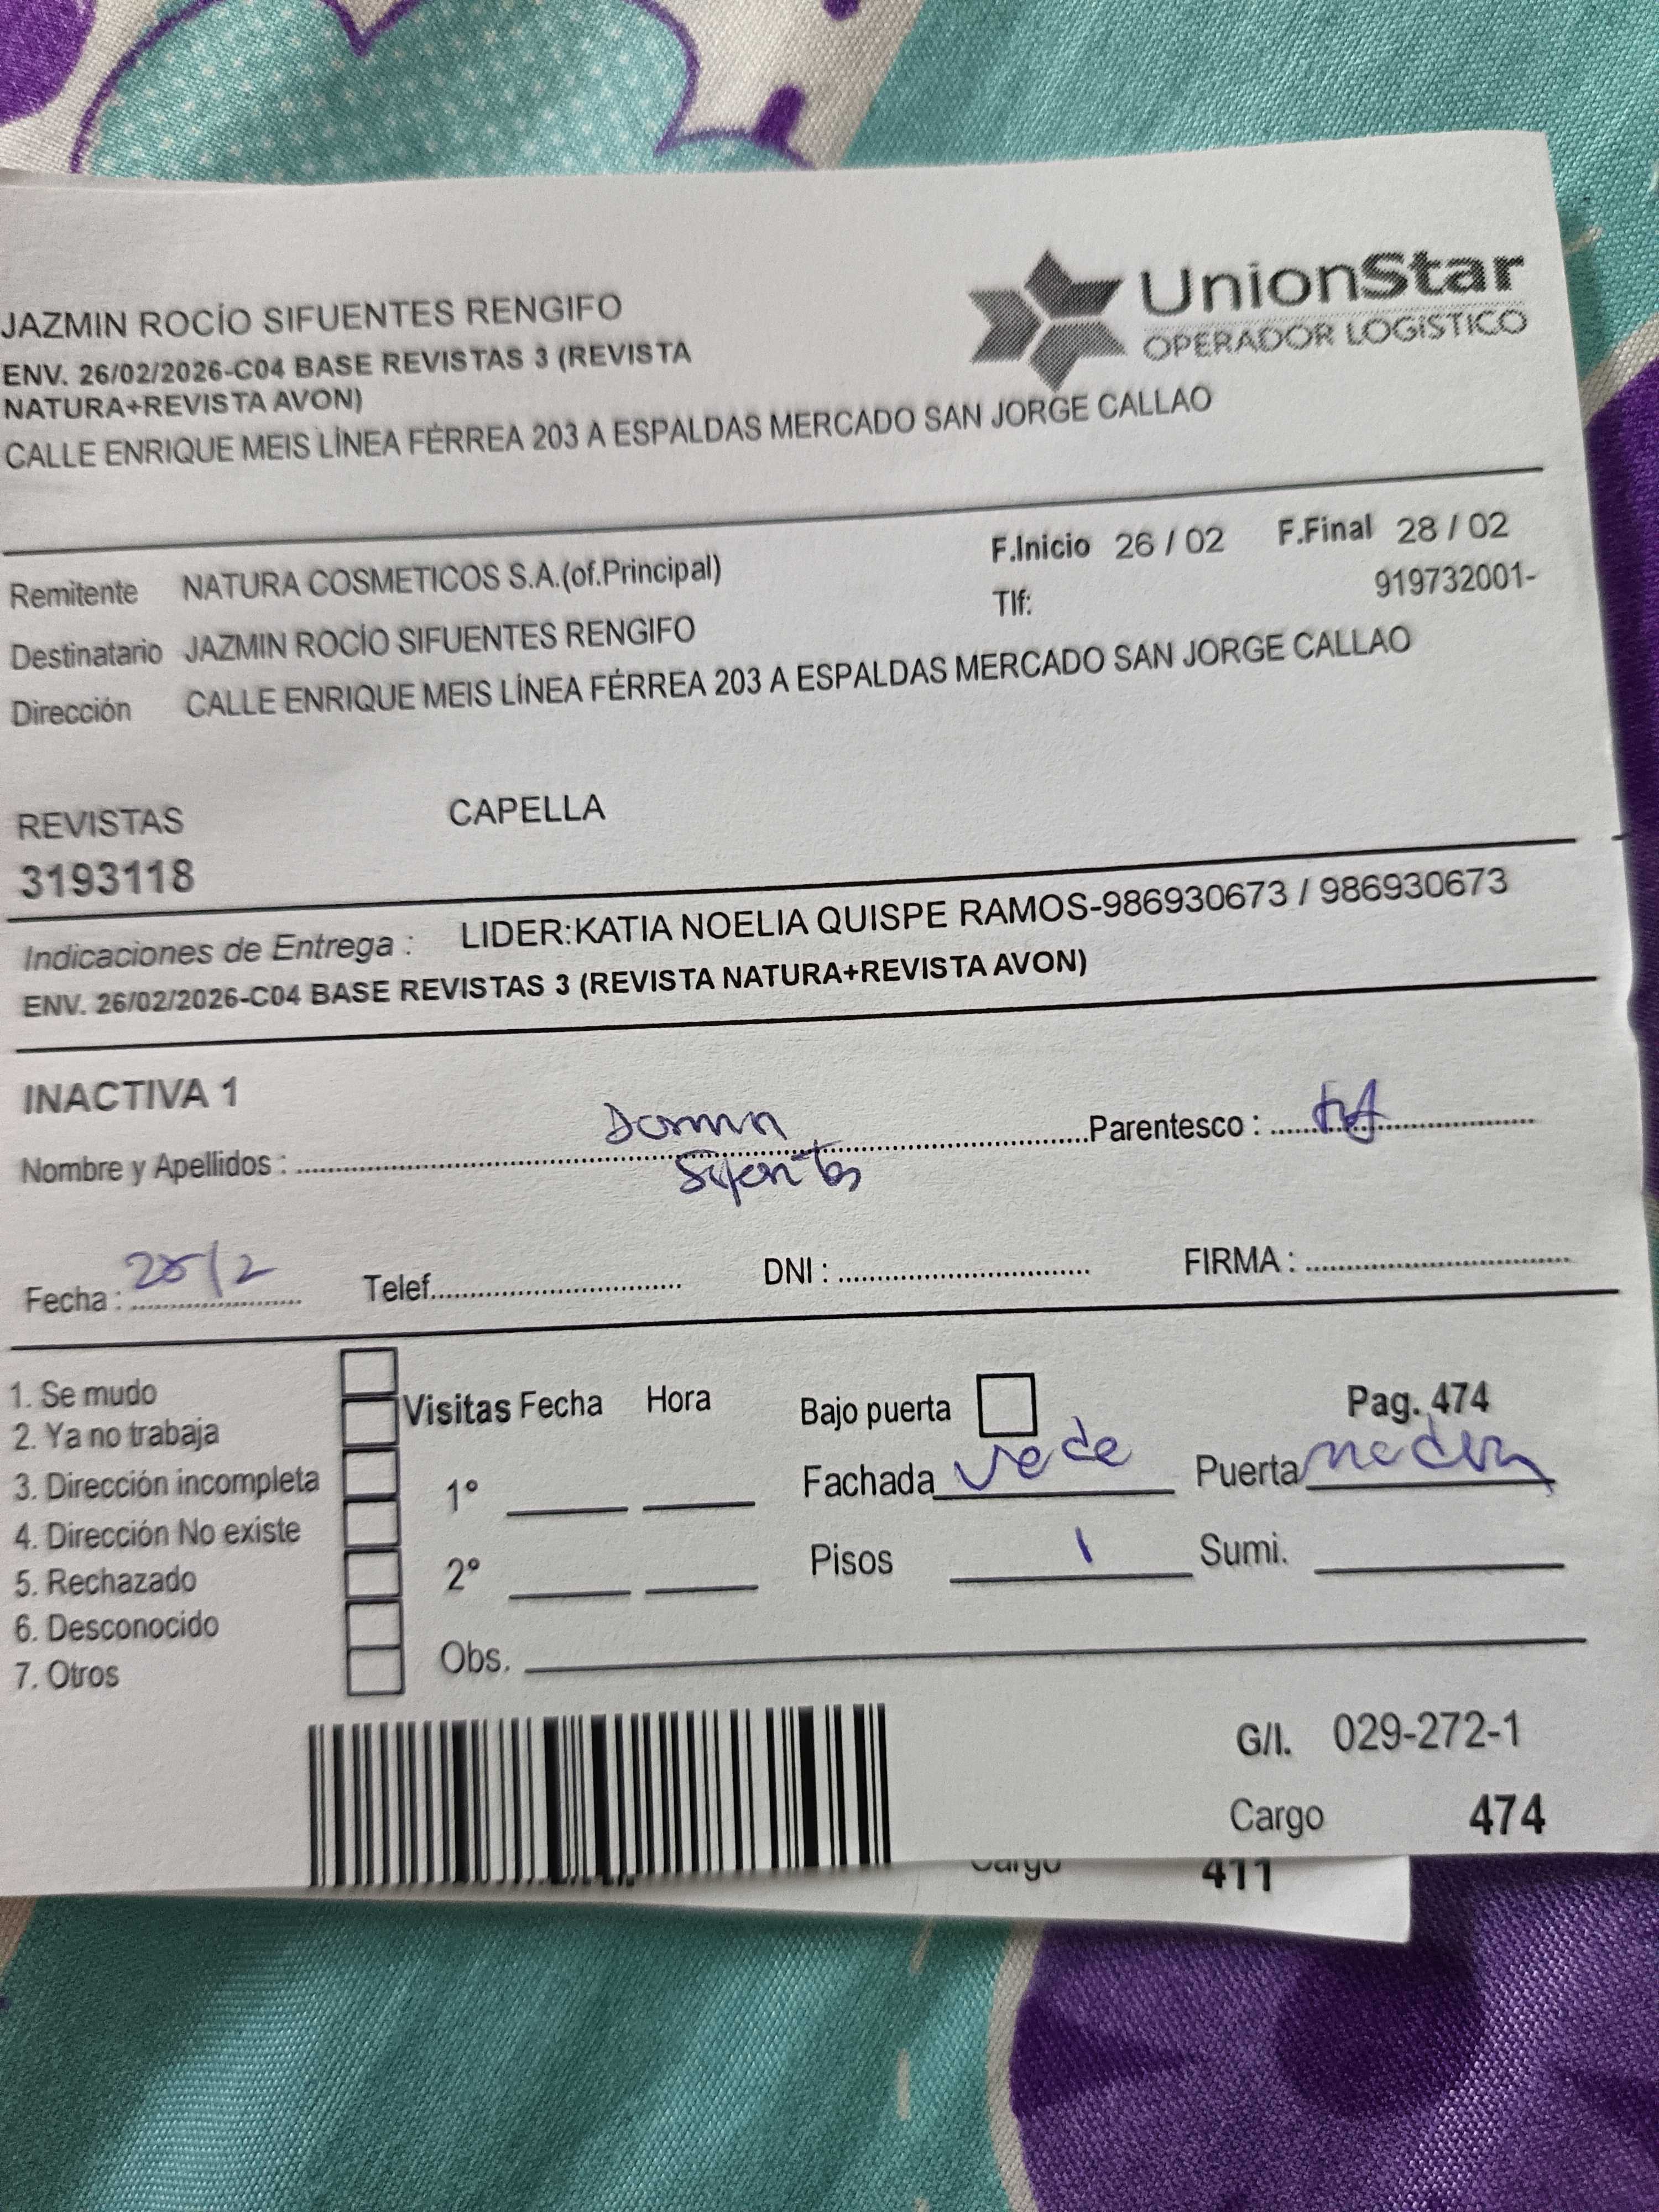 UnionStar
OPERADOR LOGÍSTICO
JAZMIN ROCÍO SIFUENTES RENGIFO
ENV. 26/02/2026-C04 BASE REVISTAS 3 (REVISTA
NATURA+REVISTA AVON)
CALLE ENRIQUE MEIS LÍNEA FÉRREA 203 A ESPALDAS MERCADO SAN JORGE CALLAO
Remitente NATURA COSMETICOS S.A.(of.Principal) F.Inicio 26 / 02 F.Final 28 / 02
Destinatario JAZMIN ROCÍO SIFUENTES RENGIFO Tlf: 919732001-
Dirección CALLE ENRIQUE MEIS LÍNEA FÉRREA 203 A ESPALDAS MERCADO SAN JORGE CALLAO
REVISTAS CAPELLA
3193118
Indicaciones de Entrega : LIDER:KATIA NOELIA QUISPE RAMOS-986930673 / 986930673
ENV. 26/02/2026-C04 BASE REVISTAS 3 (REVISTA NATURA+REVISTA AVON)
INACTIVA 1
Nombre y Apellidos : Parentesco :
Sifuentes
Fecha : Telef. DNI : FIRMA :
1. Se mudo
2. Ya no trabaja
3. Dirección incompleta
4. Dirección No existe
5. Rechazado
6. Desconocido
7. Otros
Visitas Fecha Hora
1°
2°
Obs.
Bajo puerta Pag. 474
Fachada Puerta
Pisos 1 Sumi.
G/I. 029-272-1
Cargo 474
Cargo 411